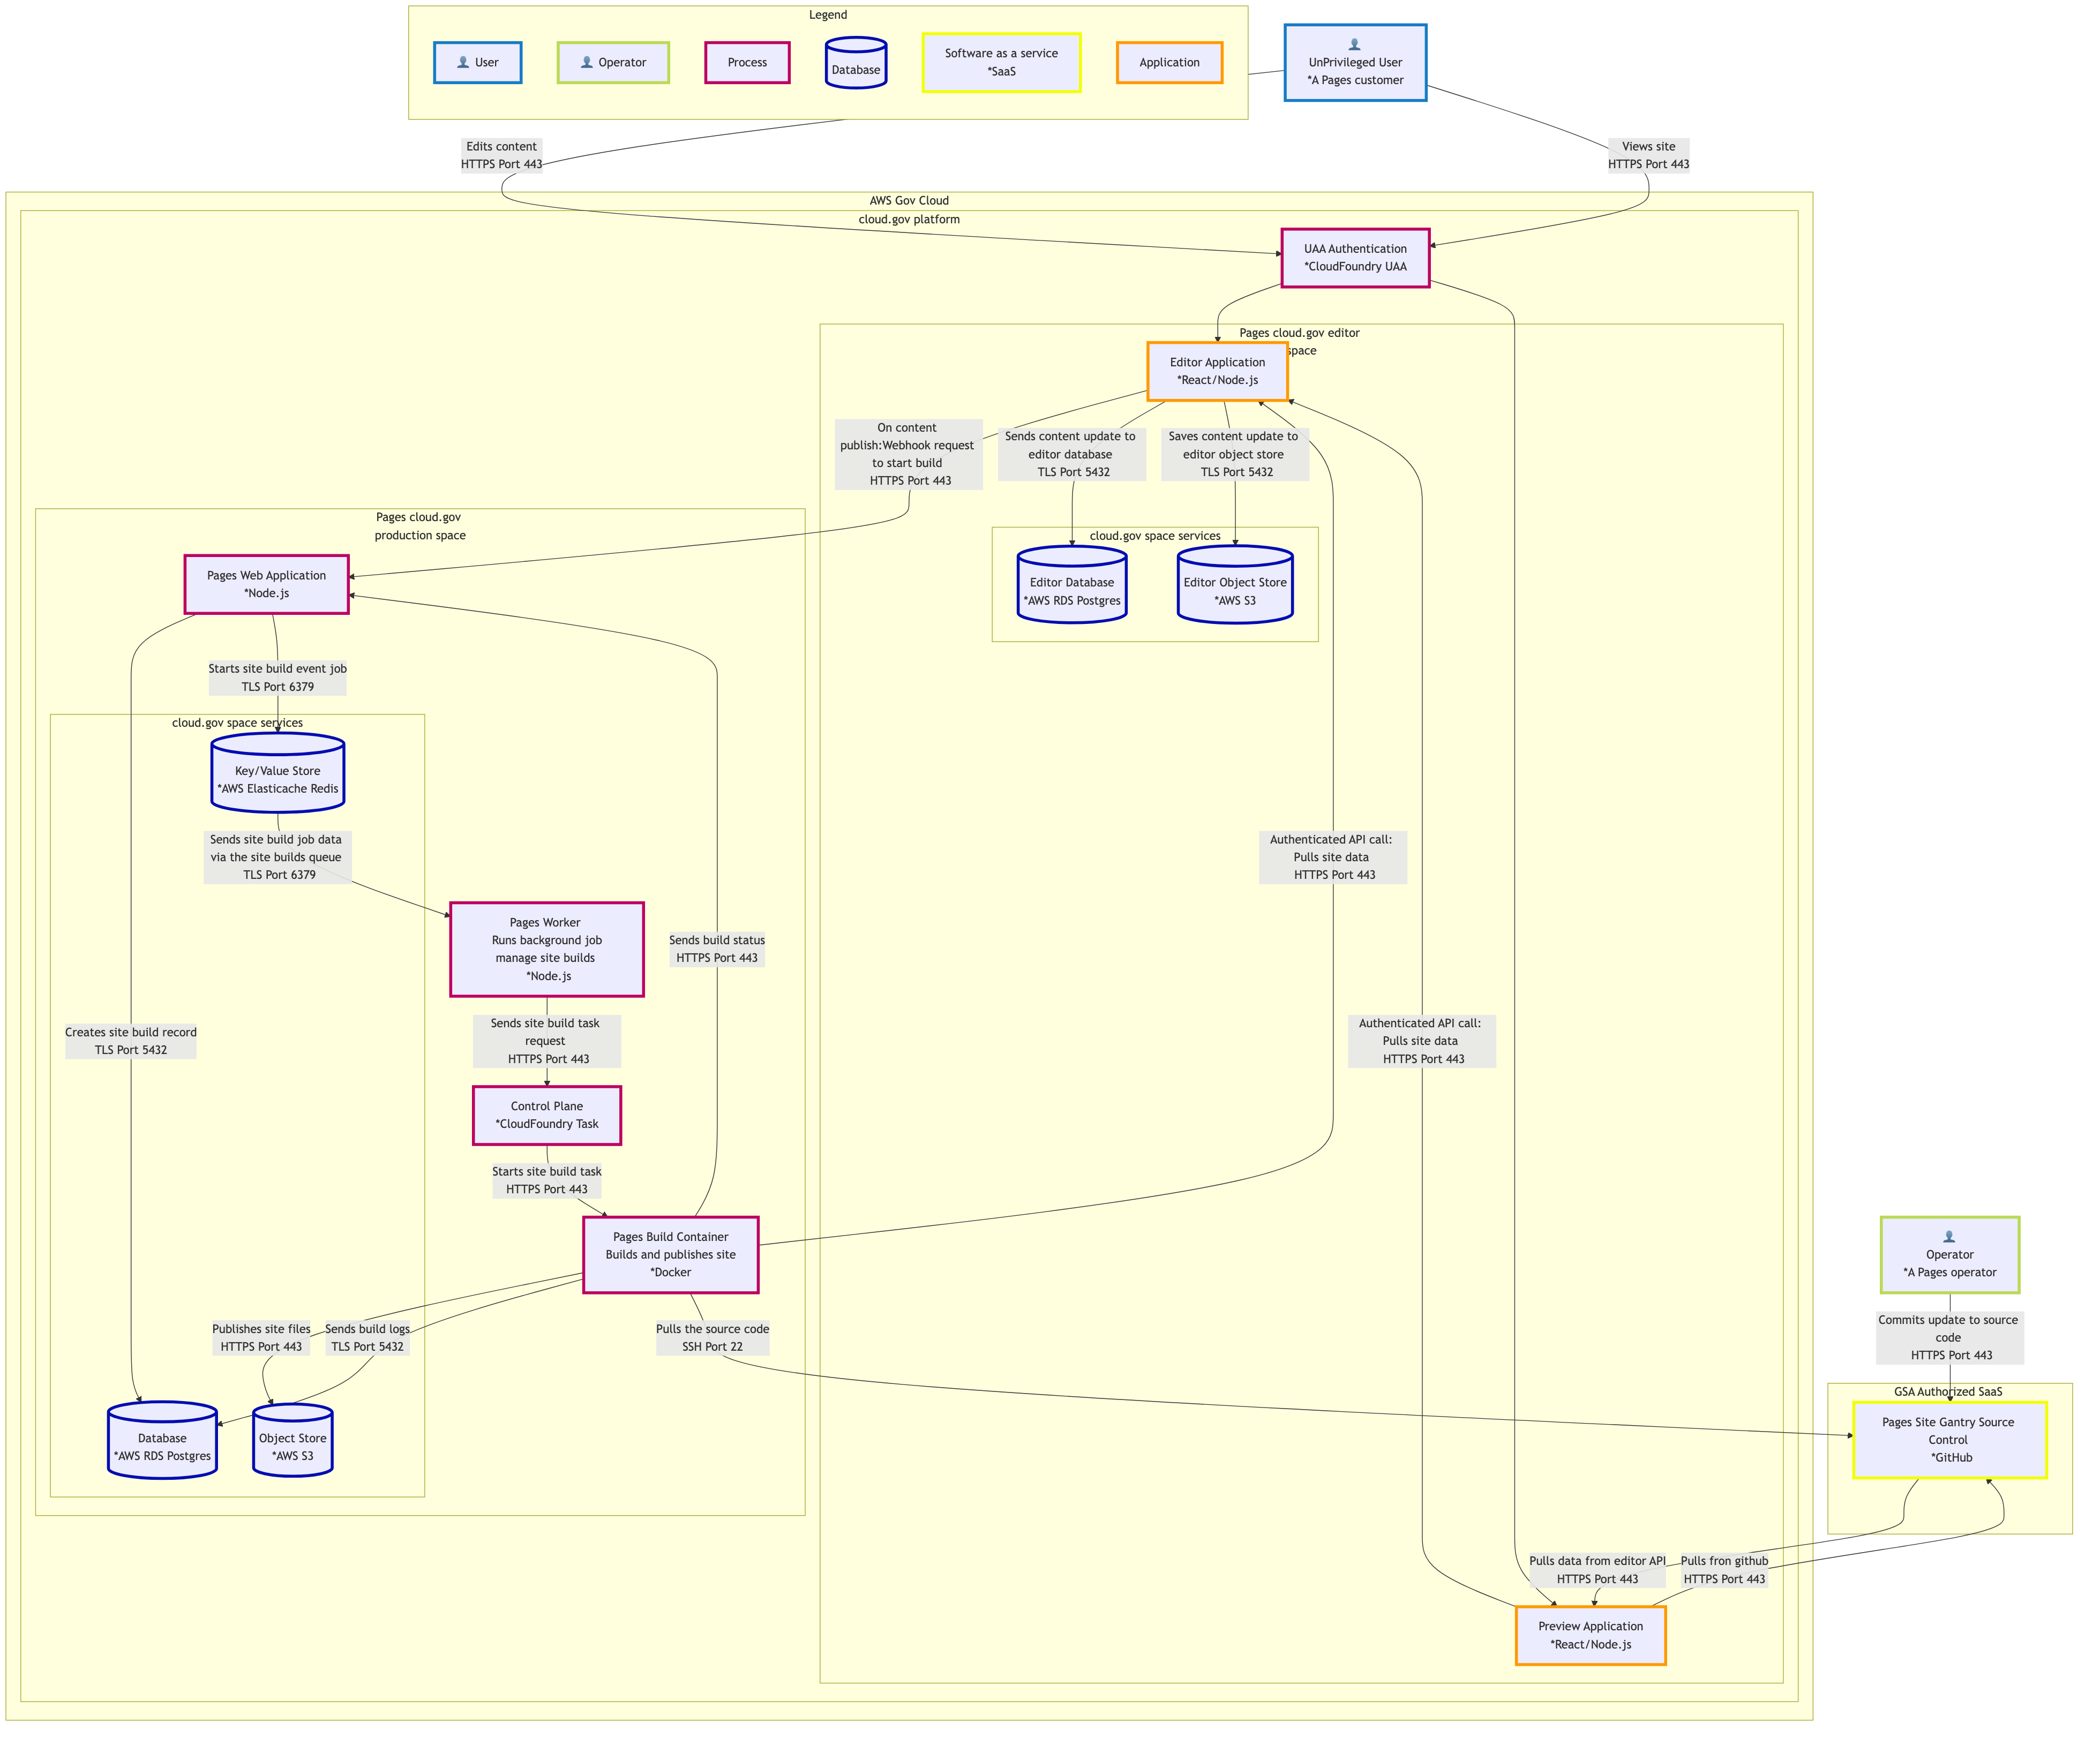 Legend
User
Operator
Process
Database
Software as a service
*SaaS
Application
UnPrivileged User
*A Pages customer
Edits content
HTTPS Port 443
Views site
HTTPS Port 443
AWS Gov Cloud
cloud.gov platform
UAA Authentication
*CloudFoundry UAA
Pages cloud.gov editor
space
Editor Application
*React/Node.js
On content
publish:Webhook request
to start build
HTTPS Port 443
Sends content update to
editor database
TLS Port 5432
Saves content update to
editor object store
TLS Port 5432
Pages cloud.gov
production space
cloud.gov space services
Editor Database
*AWS RDS Postgres
Editor Object Store
*AWS S3
Pages Web Application
*Node.js
Starts site build event job
TLS Port 6379
cloud.gov space services
Key/Value Store
*AWS Elasticache Redis
Sends site build job data
via the site builds queue
TLS Port 6379
Authenticated API call:
Pulls site data
HTTPS Port 443
Pages Worker
Runs background job
manage site builds
*Node.js
Sends build status
HTTPS Port 443
Creates site build record
TLS Port 5432
Sends site build task
request
HTTPS Port 443
Authenticated API call:
Pulls site data
HTTPS Port 443
Control Plane
*CloudFoundry Task
Starts site build task
HTTPS Port 443
Pages Build Container
Builds and publishes site
*Docker
Operator
*A Pages operator
Publishes site files
HTTPS Port 443
Sends build logs
TLS Port 5432
Pulls the source code
SSH Port 22
Commits update to source
code
HTTPS Port 443
GSA Authorized SaaS
Database
*AWS RDS Postgres
Object Store
*AWS S3
Pages Site Gantry Source
Control
*GitHub
Pulls data from editor API
HTTPS Port 443
Pulls fron github
HTTPS Port 443
Preview Application
*React/Node.js